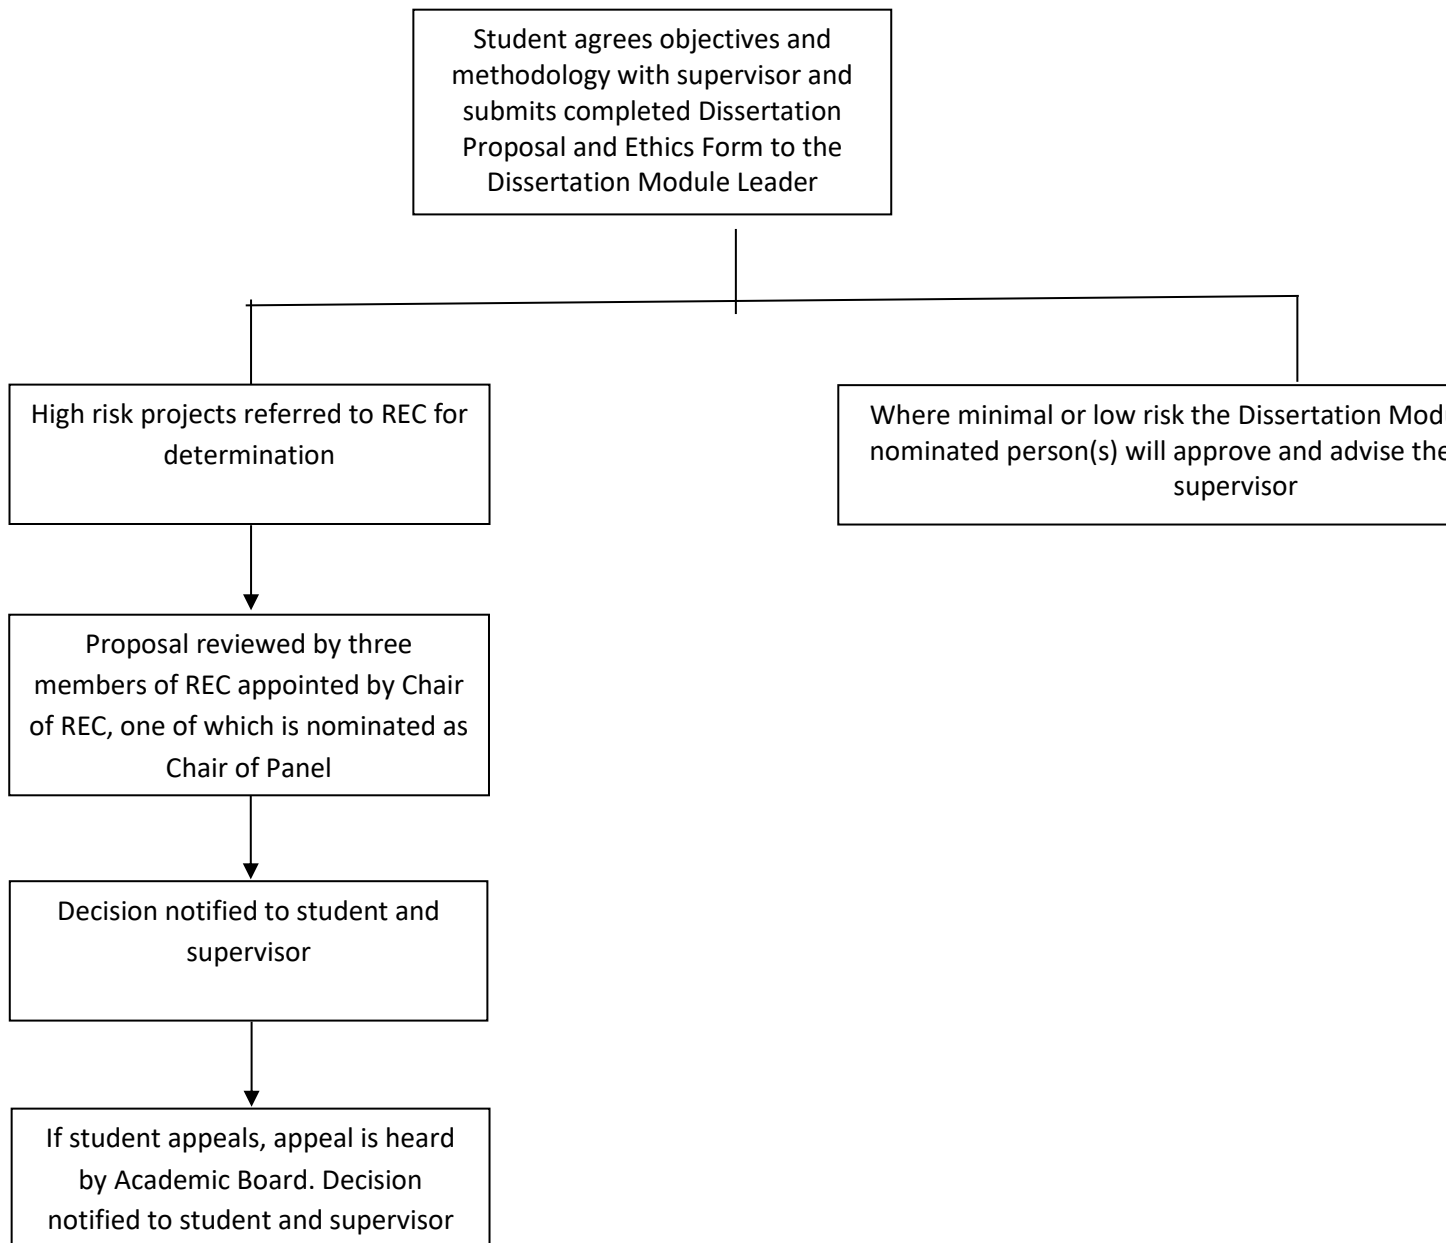 Student agrees objectives and
methodology with supervisor and
submits completed Dissertation
Proposal and Ethics Form to the
Dissertation Module Leader
High risk projects referred to REC for
determination
Where minimal or low risk the Dissertation
nominated person(s) will approve and advise
supervisor
Proposal reviewed by three
members of REC appointed by Chair
of REC, one of which is nominated as
Chair of Panel
Decision notified to student and
supervisor
If student appeals, appeal is heard
by Academic Board. Decision
notified to student and supervisor